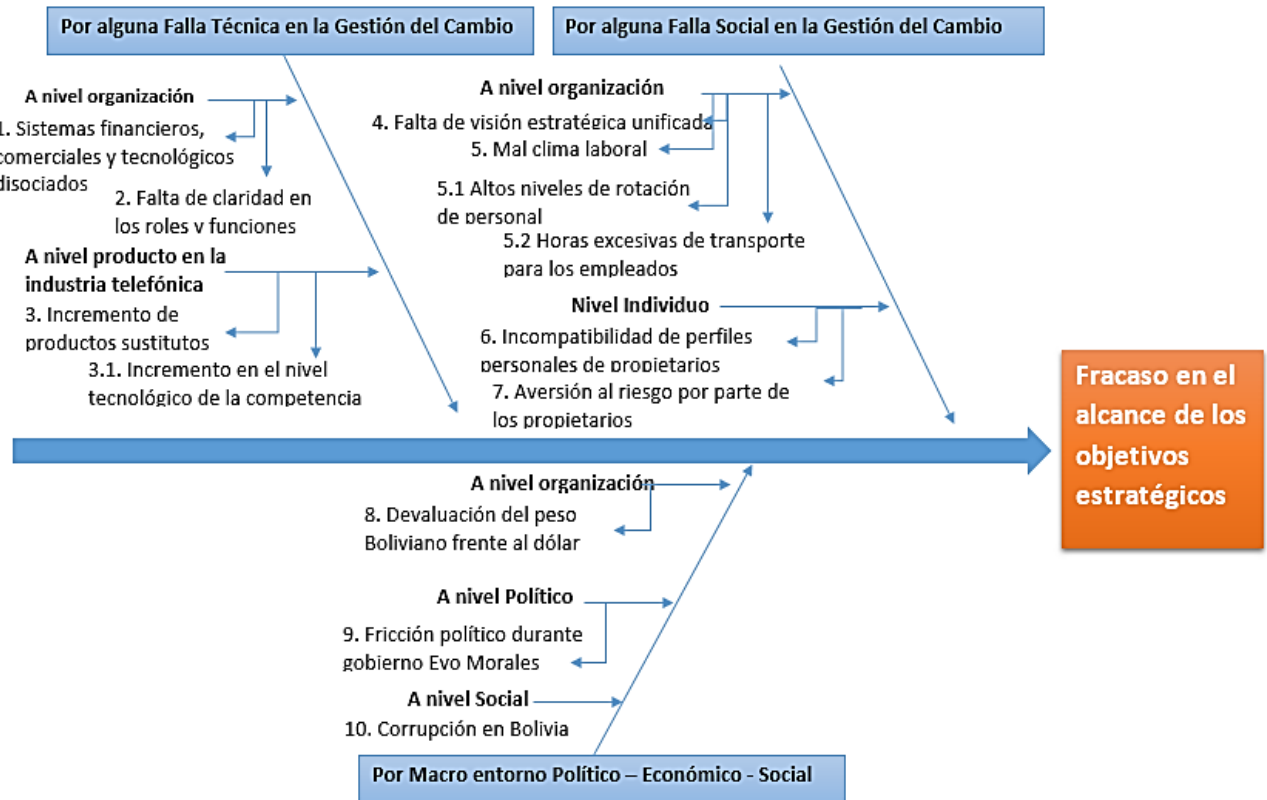 Por alguna Falla Técnica en la Gestión del Cambio
Por alguna Falla Social en la Gestión del Cambio
A nivel organización
1. Sistemas financieros,
comerciales y tecnológicos
disociados
2. Falta de claridad en
los roles y funciones
A nivel producto en la
industria telefónica
3. Incremento de
productos sustitutos
3.1. Incremento en el nivel
tecnológico de la competencia
A nivel organización
4. Falta de visión estratégica unificada
5. Mal clima laboral
5.1 Altos niveles de rotación
de personal
5.2 Horas excesivas de transporte
para los empleados
Nivel Individuo
6. Incompatibilidad de perfiles
personales de propietarios
7. Aversión al riesgo por parte de
los propietarios
Fracaso en el
alcance de los
objetivos
estratégicos
A nivel organización
8. Devaluación del peso
Boliviano frente al dólar
A nivel Político
9. Fricción político durante
gobierno Evo Morales
A nivel Social
10. Corrupción en Bolivia
Por Macro entorno Político – Económico - Social